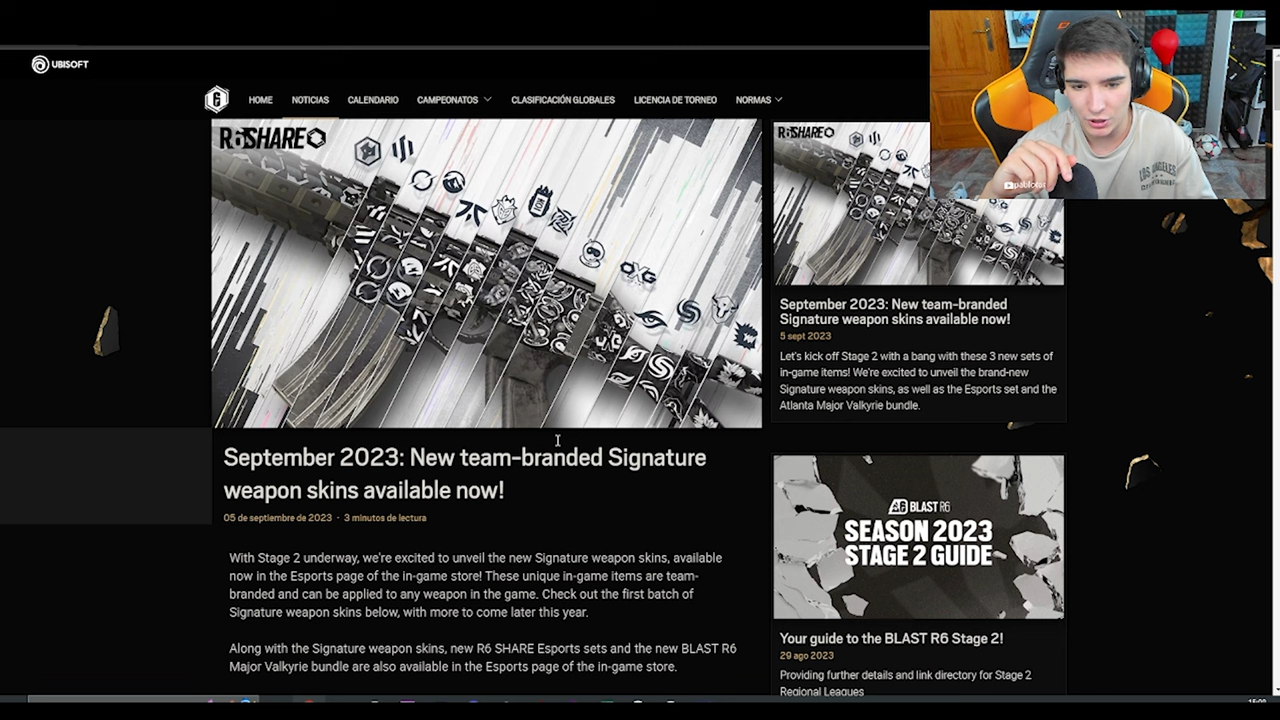 UBISOFT
HOME NOTICIAS CALENDARIO CAMPEONATOS CLASIFICACIÓN GLOBALES LICENCIA DE TORNEO NORMAS
R6SHARE
OXG
September 2023: New team-branded Signature
weapon skins available now!
05 de septiembre de 2023 · 3 minutos de lectura
With Stage 2 underway, we're excited to unveil the new Signature weapon skins, available
now in the Esports page of the in-game store! These unique in-game items are team-
branded and can be applied to any weapon in the game. Check out the first batch of
Signature weapon skins below, with more to come later this year.
Along with the Signature weapon skins, new R6 SHARE Esports sets and the new BLAST R6
Major Valkyrie bundle are also available in the Esports page of the in-game store.
R6SHARE
September 2023: New team-branded
Signature weapon skins available now!
5 sept 2023
Let's kick off Stage 2 with a bang with these 3 new sets of
in-game items! We're excited to unveil the brand-new
Signature weapon skins, as well as the Esports set and the
Atlanta Major Valkyrie bundle.
BLAST R6
SEASON 2023
STAGE 2 GUIDE
Your guide to the BLAST R6 Stage 2!
29 ago 2023
Providing further details and link directory for Stage 2
Regional Leagues
LOS ANGELES